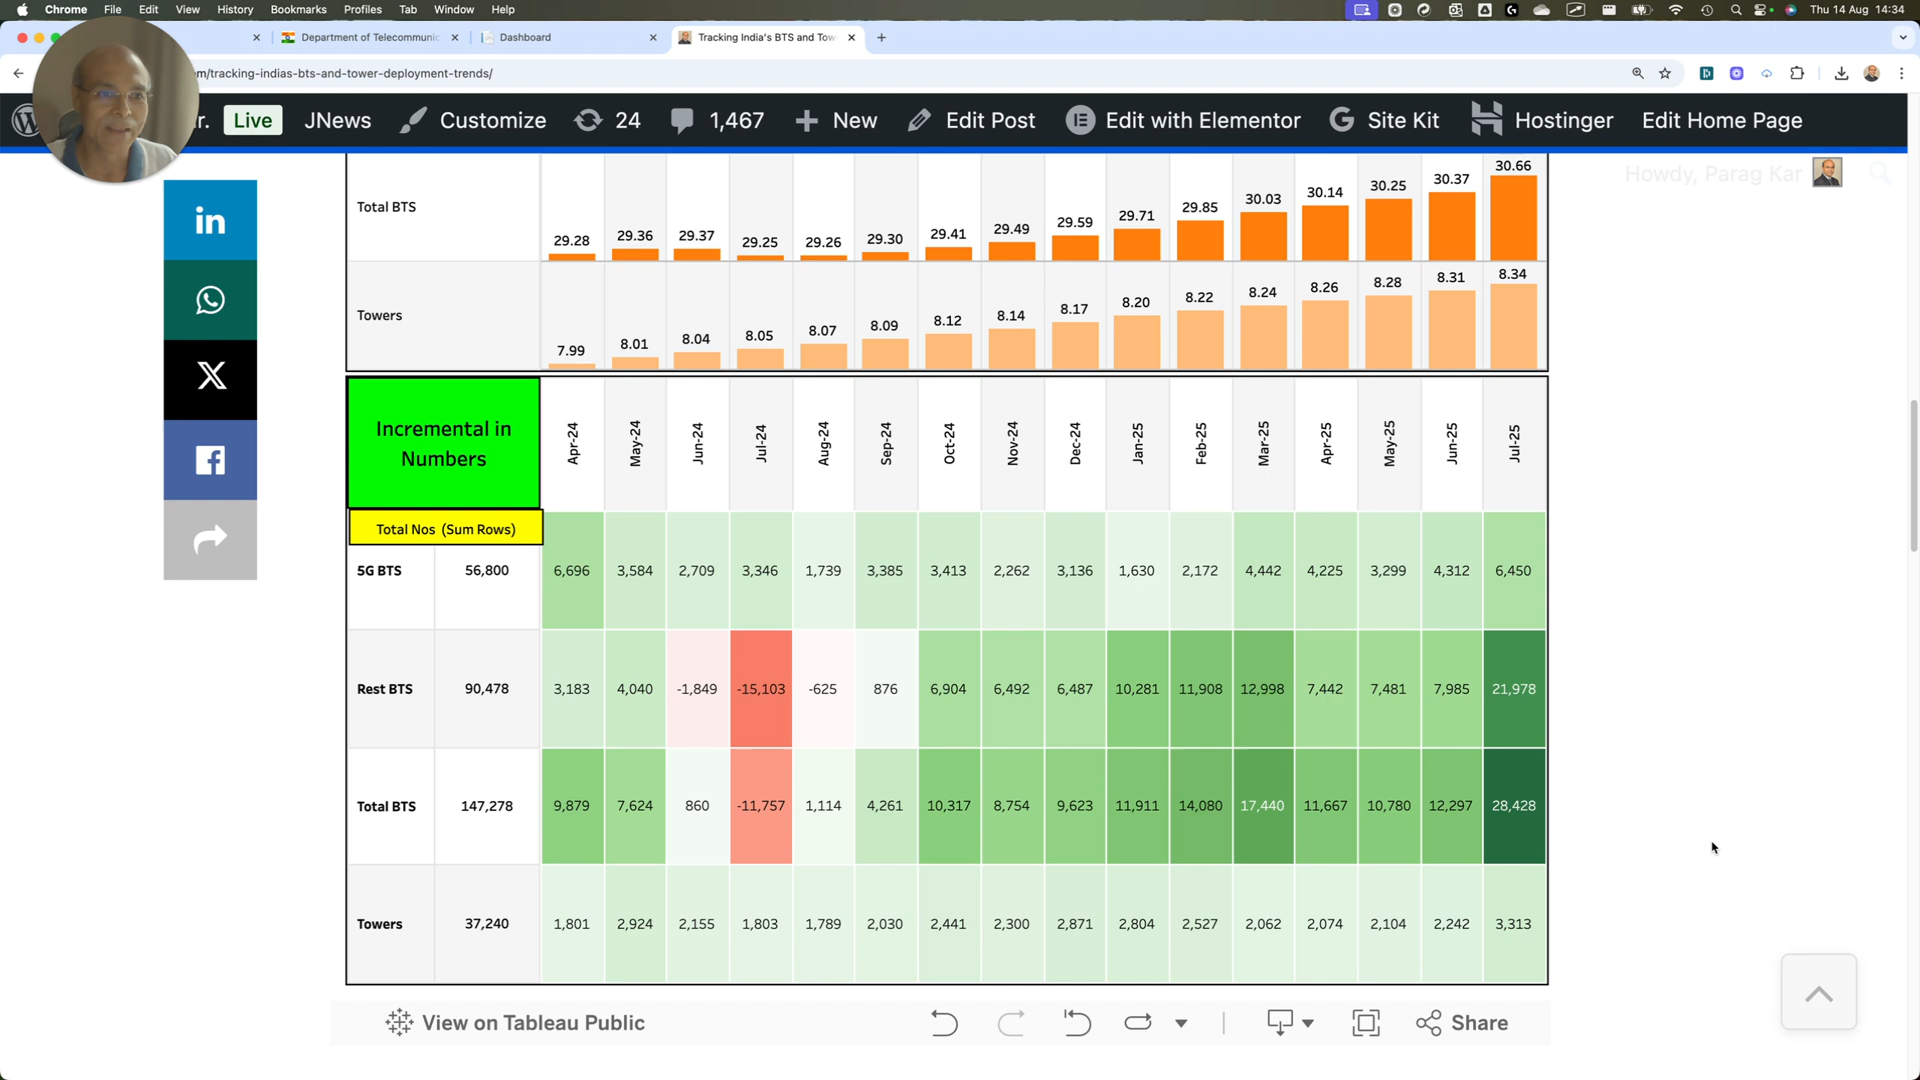 Chrome File Edit View History Bookmarks Profiles Tab Window Help Thu 14 Aug 14:34
Department of Telecommunic Dashboard Tracking India's BTS and Tow
m/tracking-indias-bts-and-tower-deployment-trends/
r. Live JNews Customize 24 1,467 New Edit Post Edit with Elementor Site Kit Hostinger Edit Home Page
Howdy, Parag Kar
Total BTS 29.28 29.36 29.37 29.25 29.26 29.30 29.41 29.49 29.59 29.71 29.85 30.03 30.14 30.25 30.37 30.66
Towers 7.99 8.01 8.04 8.05 8.07 8.09 8.12 8.14 8.17 8.20 8.22 8.24 8.26 8.28 8.31 8.34
Incremental in
Numbers
Apr-24 May-24 Jun-24 Jul-24 Aug-24 Sep-24 Oct-24 Nov-24 Dec-24 Jan-25 Feb-25 Mar-25 Apr-25 May-25 Jun-25 Jul-25
Total Nos (Sum Rows)
5G BTS 56,800 6,696 3,584 2,709 3,346 1,739 3,385 3,413 2,262 3,136 1,630 2,172 4,442 4,225 3,299 4,312 6,450
Rest BTS 90,478 3,183 4,040 -1,849 -15,103 -625 876 6,904 6,492 6,487 10,281 11,908 12,998 7,442 7,481 7,985 21,978
Total BTS 147,278 9,879 7,624 860 -11,757 1,114 4,261 10,317 8,754 9,623 11,911 14,080 17,440 11,667 10,780 12,297 28,428
Towers 37,240 1,801 2,924 2,155 1,803 1,789 2,030 2,441 2,300 2,871 2,804 2,527 2,062 2,074 2,104 2,242 3,313
View on Tableau Public Share